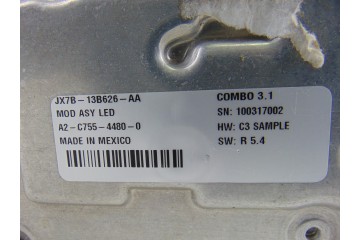 JX7B-13B626-AA
MOD ASY LED
A2-C755-4480-0
MADE IN MEXICO
COMBO 3.1
SN: 100317002
HW: C3 SAMPLE
SW: R 5.4